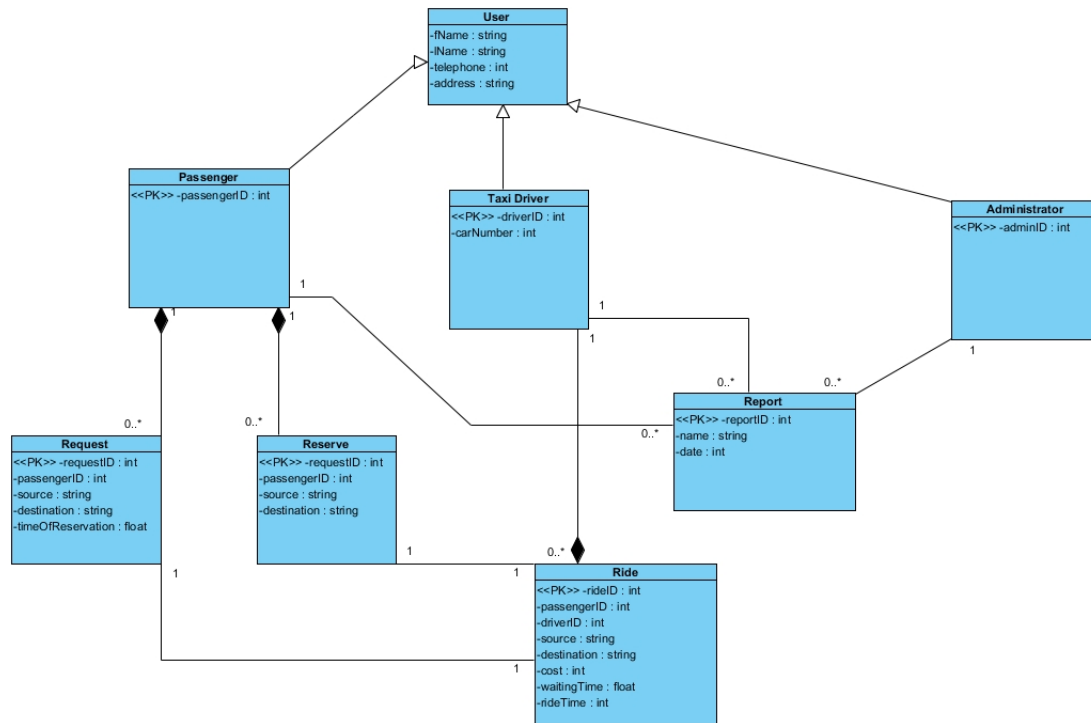 User
-fName : string
-lName : string
-telephone : int
-address : string
Passenger
<<PK>> -passengerID : int
Taxi Driver
<<PK>> -driverID : int
-carNumber : int
Administrator
<<PK>> -adminID : int
1
1
1
1
1
1
0..*
0..*
0..*
0..*
0..*
Report
<<PK>> -reportID : int
-name : string
-date : int
Request
<<PK>> -requestID : int
-passengerID : int
-source : string
-destination : string
-timeOfReservation : float
Reserve
<<PK>> -requestID : int
-passengerID : int
-source : string
-destination : string
1
1
1
0..*
1
Ride
<<PK>> -rideID : int
-passengerID : int
-driverID : int
-source : string
-destination : string
-cost : int
-waitingTime : float
-rideTime : int